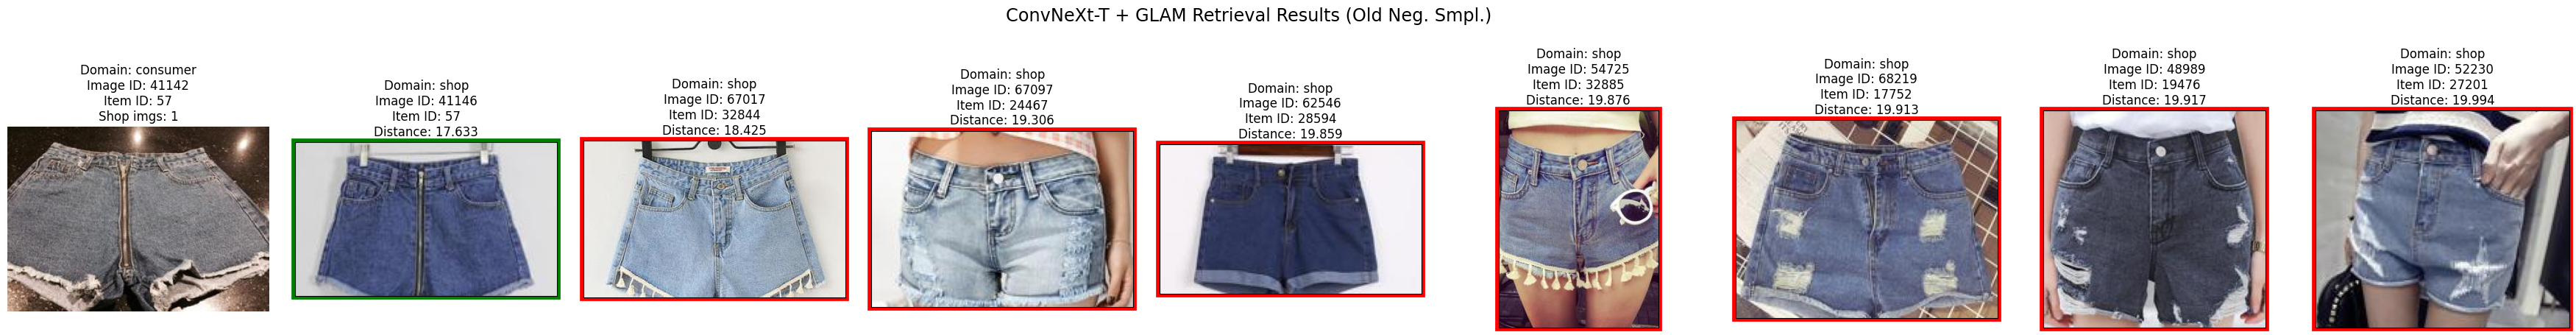 ConvNeXt-T + GLAM Retrieval Results (Old Neg. Smpl.)
Domain: consumer
Image ID: 41142
Item ID: 57
Shop imgs: 1
Domain: shop
Image ID: 41146
Item ID: 57
Distance: 17.633
Domain: shop
Image ID: 67017
Item ID: 32844
Distance: 18.425
Domain: shop
Image ID: 67097
Item ID: 24467
Distance: 19.306
Domain: shop
Image ID: 62546
Item ID: 28594
Distance: 19.859
Domain: shop
Image ID: 54725
Item ID: 32885
Distance: 19.876
Domain: shop
Image ID: 68219
Item ID: 17752
Distance: 19.913
Domain: shop
Image ID: 48989
Item ID: 19476
Distance: 19.917
Domain: shop
Image ID: 52230
Item ID: 27201
Distance: 19.994